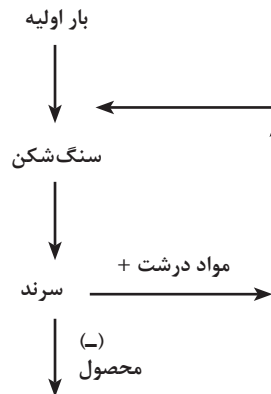 بار اولیه
سنگ‌شکن
مواد درشت +
سرند
(–)
محصول